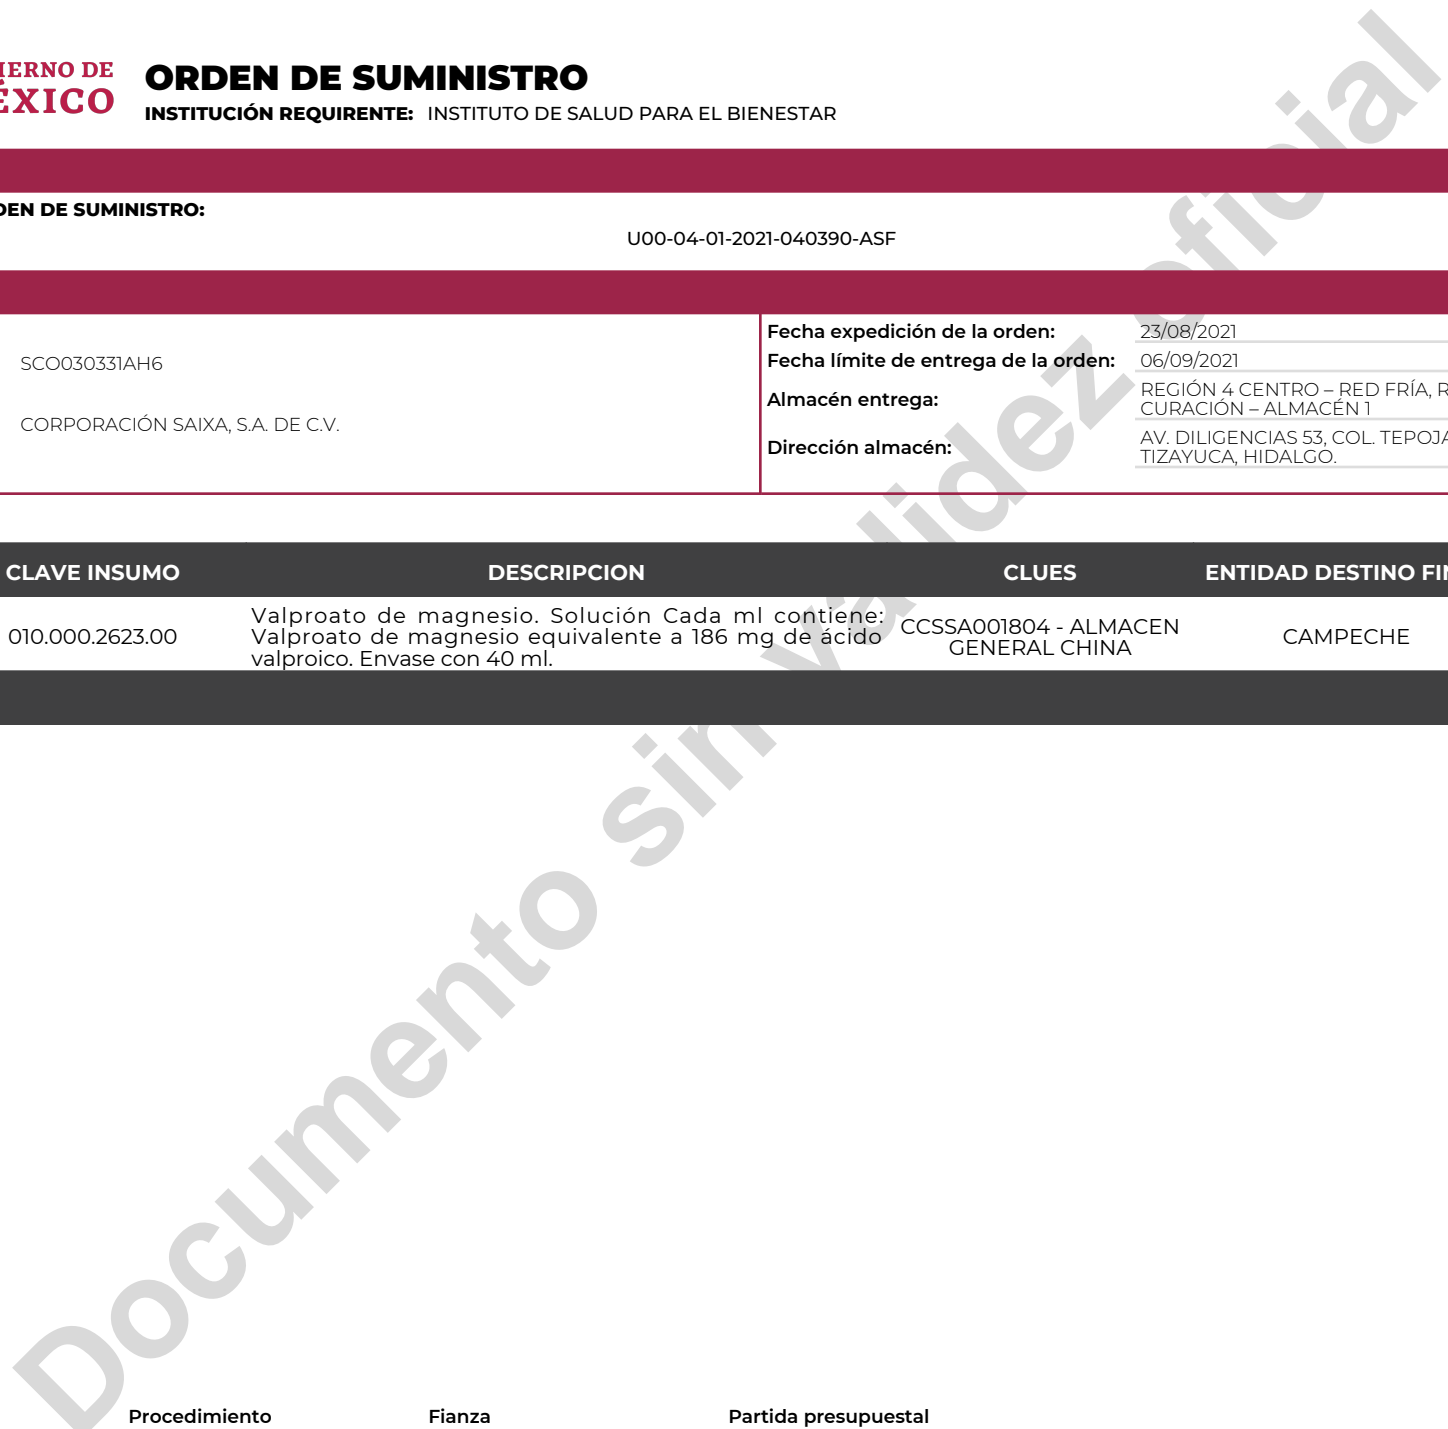 IERNO DE
ÉXICO
ORDEN DE SUMINISTRO
INSTITUCIÓN REQUIRENTE: INSTITUTO DE SALUD PARA EL BIENESTAR
DEN DE SUMINISTRO:
U00-04-01-2021-040390-ASF
SCO030331AH6
CORPORACIÓN SAIXA, S.A. DE C.V.
Fecha expedición de la orden: 23/08/2021
Fecha límite de entrega de la orden: 06/09/2021
Almacén entrega: REGIÓN 4 CENTRO – RED FRÍA, R
CURACIÓN – ALMACÉN 1
Dirección almacén: AV. DILIGENCIAS 53, COL. TEPOJA
TIZAYUCA, HIDALGO.
CLAVE INSUMO DESCRIPCION CLUES ENTIDAD DESTINO FIN
010.000.2623.00
Valproato de magnesio. Solución Cada ml contiene:
Valproato de magnesio equivalente a 186 mg de ácido
valproico. Envase con 40 ml.
CCSSA001804 - ALMACEN
GENERAL CHINA
CAMPECHE
Documento sin validez oficial
Procedimiento Fianza Partida presupuestal